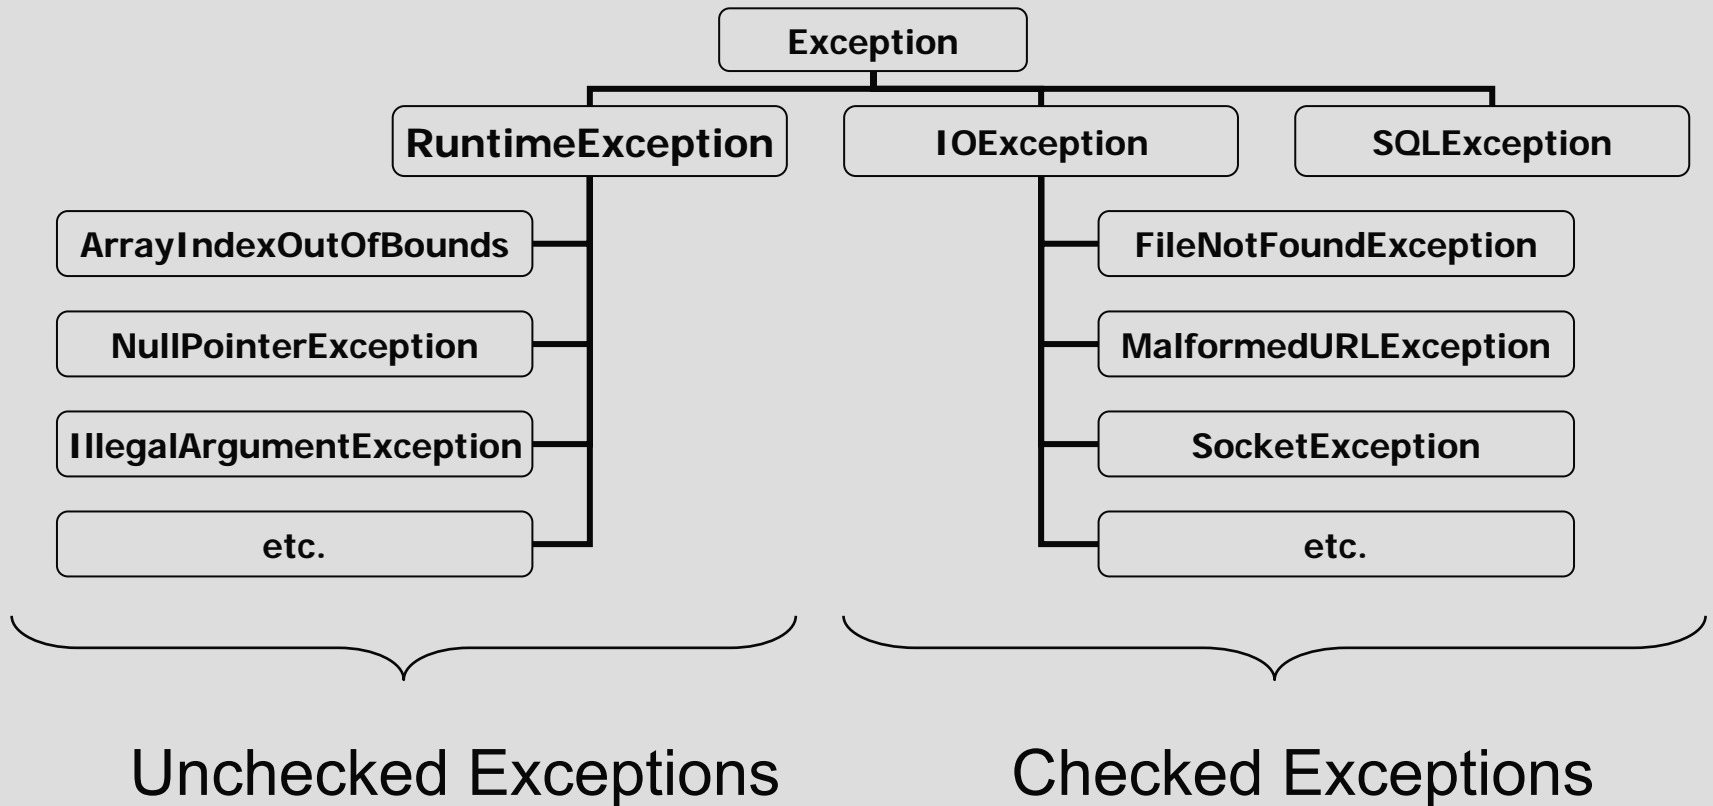 Exception
RuntimeException
IOException
SQLException
ArrayIndexOutOfBounds
NullPointerException
IllegalArgumentException
etc.
FileNotFoundException
MalformedURLException
SocketException
etc.
Unchecked Exceptions
Checked Exceptions